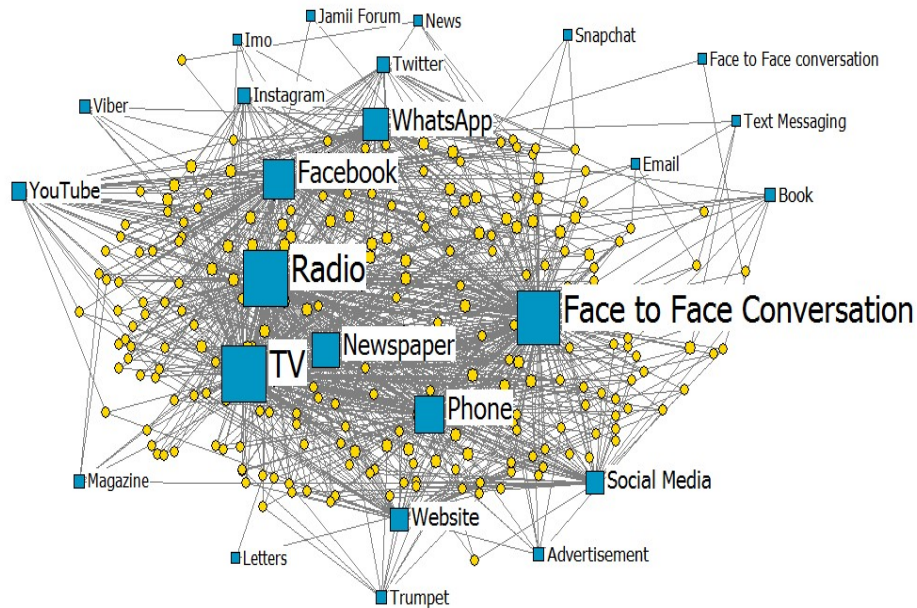 Jamii Forum
News
Imo
Snapchat
Face to Face conversation
Twitter
Instagram
Viber
WhatsApp
Text Messaging
Email
Facebook
YouTube
Book
Radio
Face to Face Conversation
Newspaper
TV
Phone
Magazine
Social Media
Website
Letters
Advertisement
Trumpet